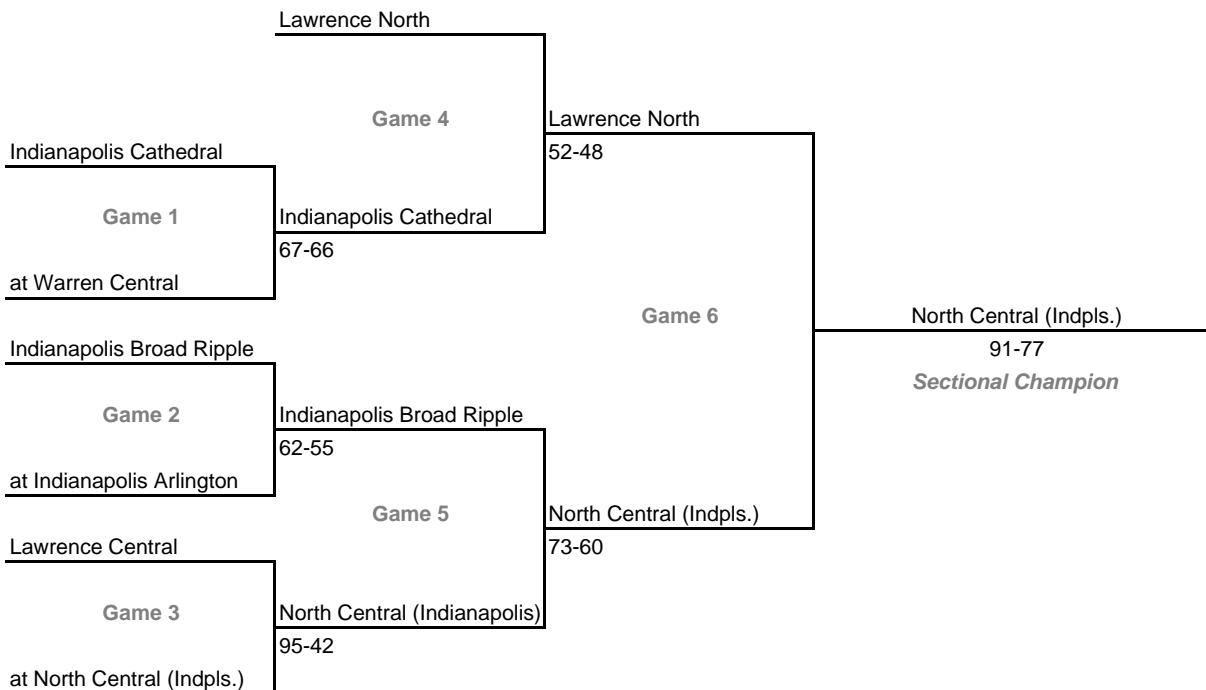 Lawrence North
Game 4
Lawrence North
Indianapolis Cathedral
52-48
Game 1
Indianapolis Cathedral
67-66
at Warren Central
Game 6
North Central (Indpls.)
Indianapolis Broad Ripple
91-77
Sectional Champion
Game 2
Indianapolis Broad Ripple
62-55
at Indianapolis Arlington
Game 5
North Central (Indpls.)
Lawrence Central
73-60
Game 3
North Central (Indianapolis)
95-42
at North Central (Indpls.)